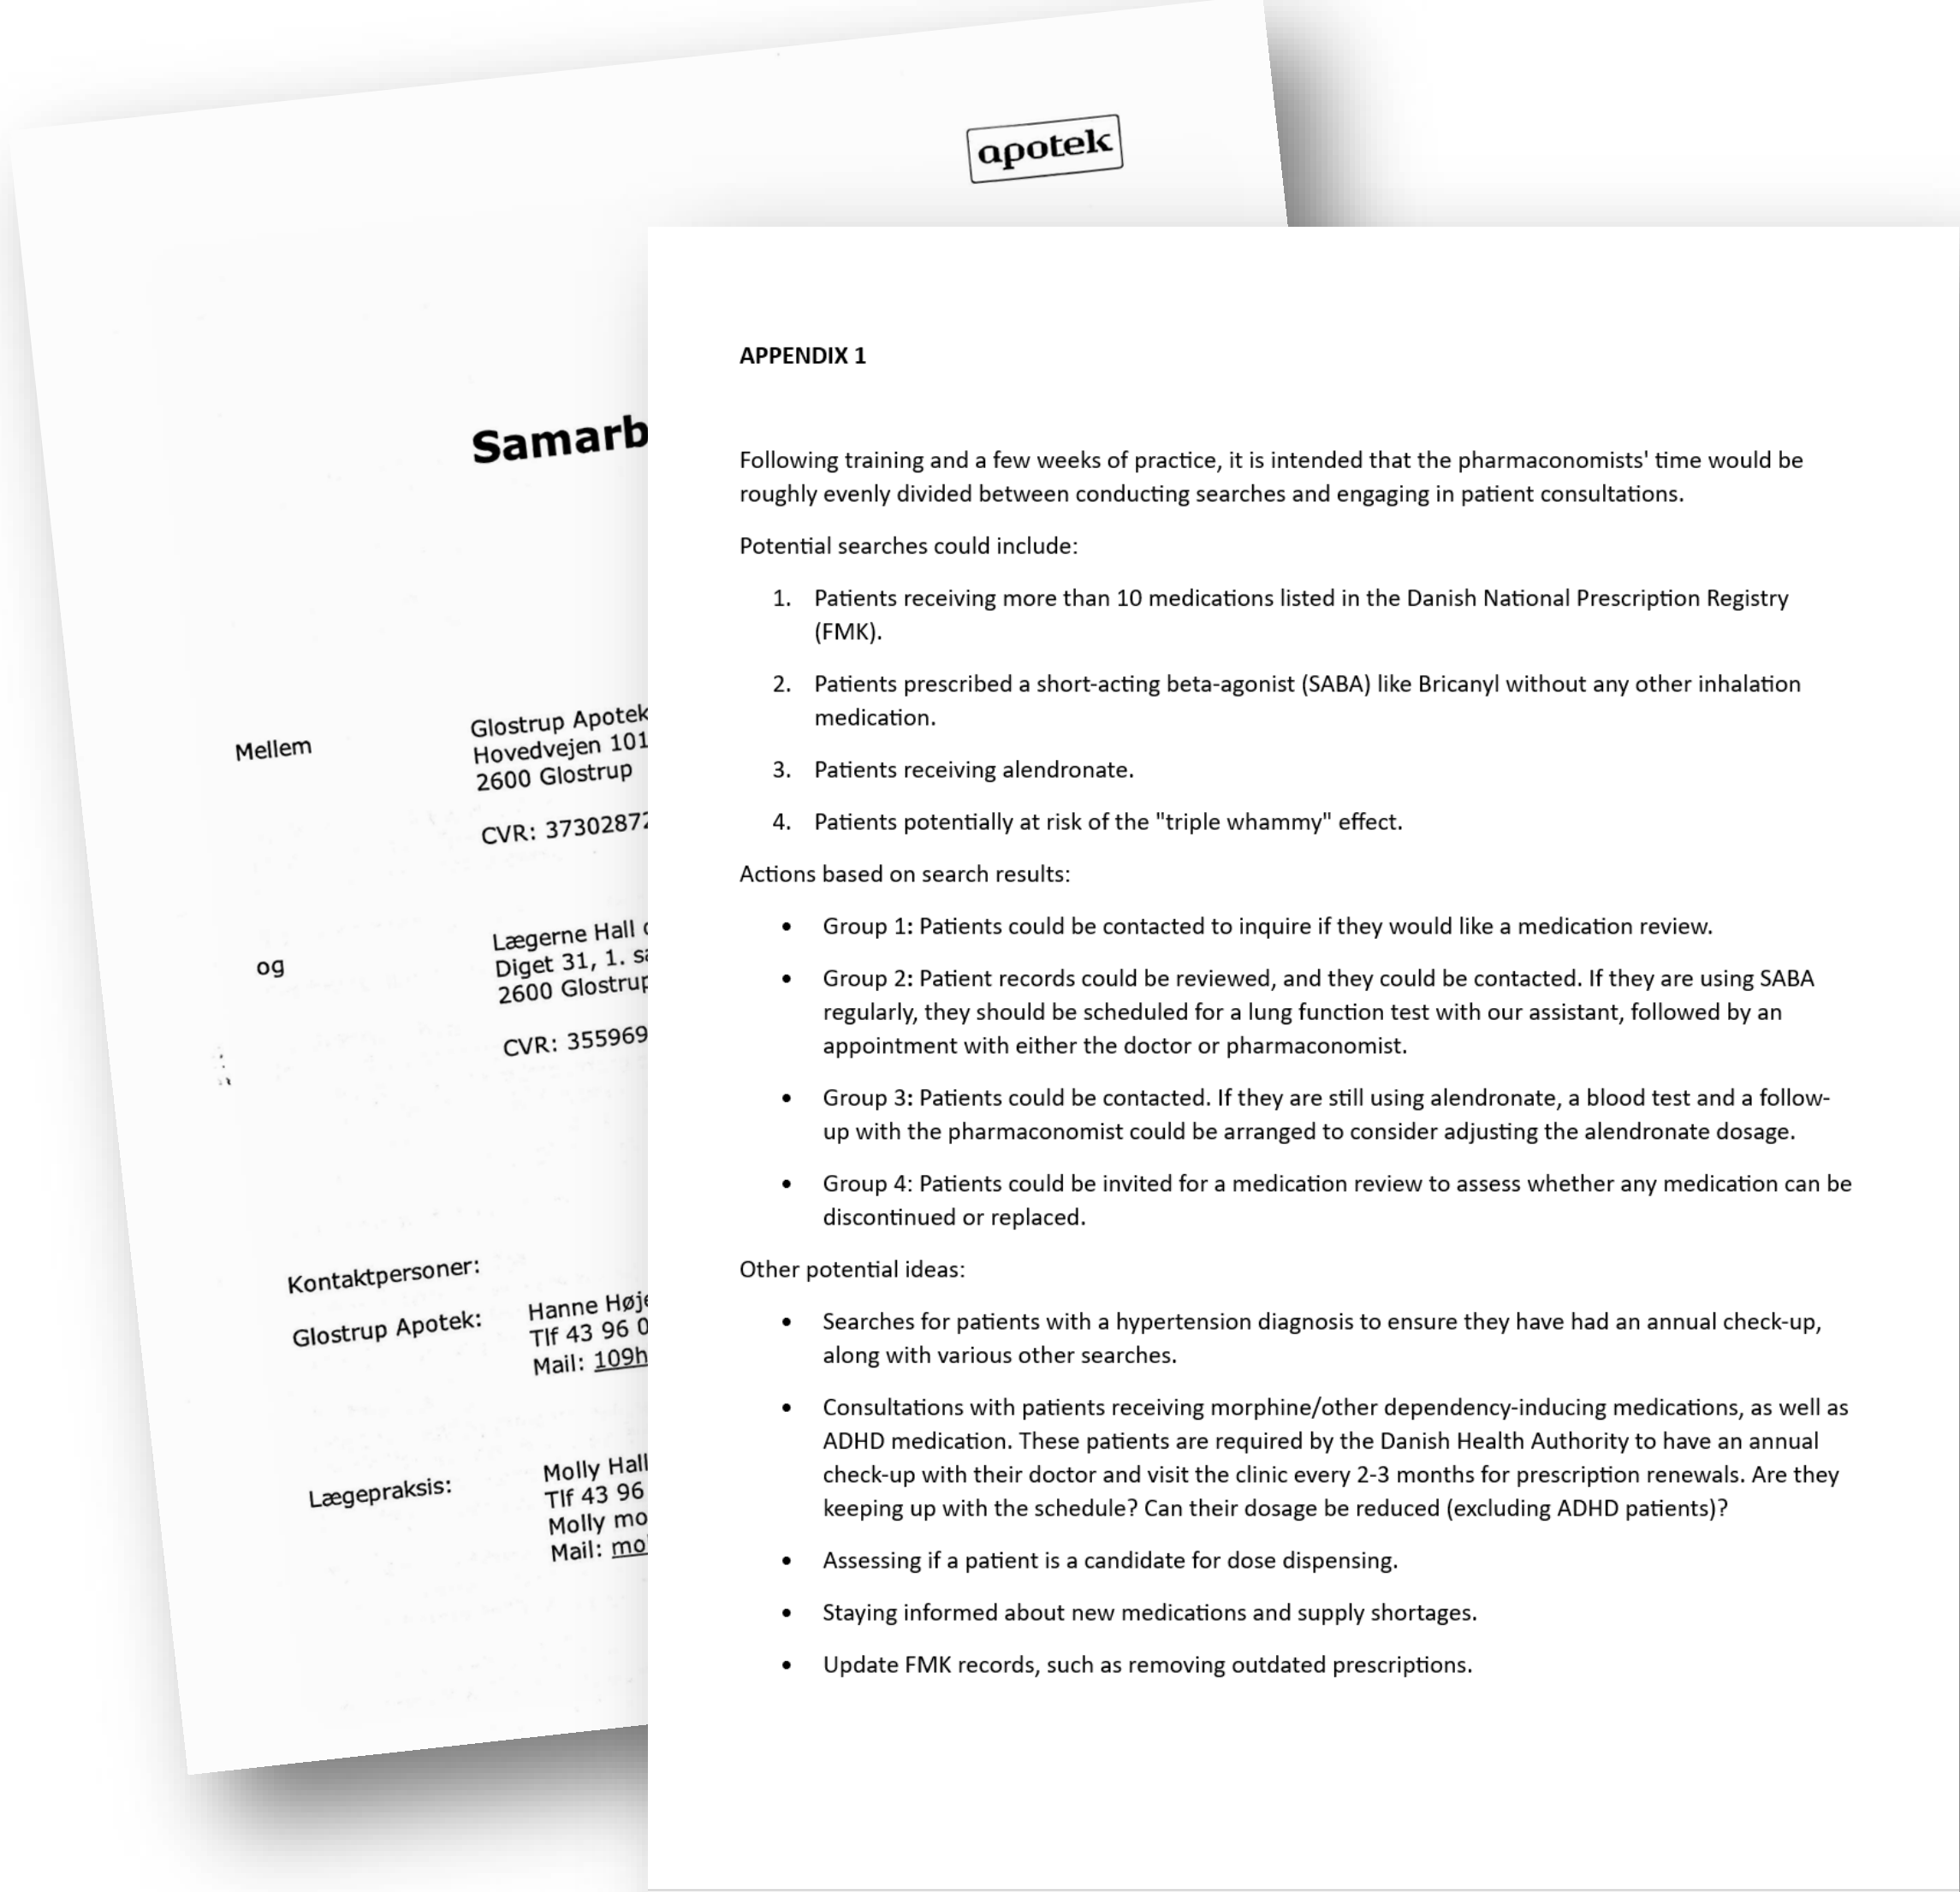 apotek
Samarb
Mellem
Glostrup Apotek
Hovedvejen 101
2600 Glostrup
CVR: 37302872
og
Lægerne Hall
Diget 31, 1.
2600 Glostrup
CVR: 355969
Kontaktpersoner:
Glostrup Apotek:
Hanne Høje
Tlf 43 96 0
Mail: 109h
Lægepraksis:
Molly Hall
Tlf 43 96
Molly mo
Mail: mo
APPENDIX 1
Following training and a few weeks of practice, it is intended that the pharmaconomists' time would be
roughly evenly divided between conducting searches and engaging in patient consultations.
Potential searches could include:
1. Patients receiving more than 10 medications listed in the Danish National Prescription Registry
(FMK).
2. Patients prescribed a short-acting beta-agonist (SABA) like Bricanyl without any other inhalation
medication.
3. Patients receiving alendronate.
4. Patients potentially at risk of the "triple whammy" effect.
Actions based on search results:
• Group 1: Patients could be contacted to inquire if they would like a medication review.
• Group 2: Patient records could be reviewed, and they could be contacted. If they are using SABA
regularly, they should be scheduled for a lung function test with our assistant, followed by an
appointment with either the doctor or pharmaconomist.
• Group 3: Patients could be contacted. If they are still using alendronate, a blood test and a follow-
up with the pharmaconomist could be arranged to consider adjusting the alendronate dosage.
• Group 4: Patients could be invited for a medication review to assess whether any medication can be
discontinued or replaced.
Other potential ideas:
• Searches for patients with a hypertension diagnosis to ensure they have had an annual check-up,
along with various other searches.
• Consultations with patients receiving morphine/other dependency-inducing medications, as well as
ADHD medication. These patients are required by the Danish Health Authority to have an annual
check-up with their doctor and visit the clinic every 2-3 months for prescription renewals. Are they
keeping up with the schedule? Can their dosage be reduced (excluding ADHD patients)?
• Assessing if a patient is a candidate for dose dispensing.
• Staying informed about new medications and supply shortages.
• Update FMK records, such as removing outdated prescriptions.